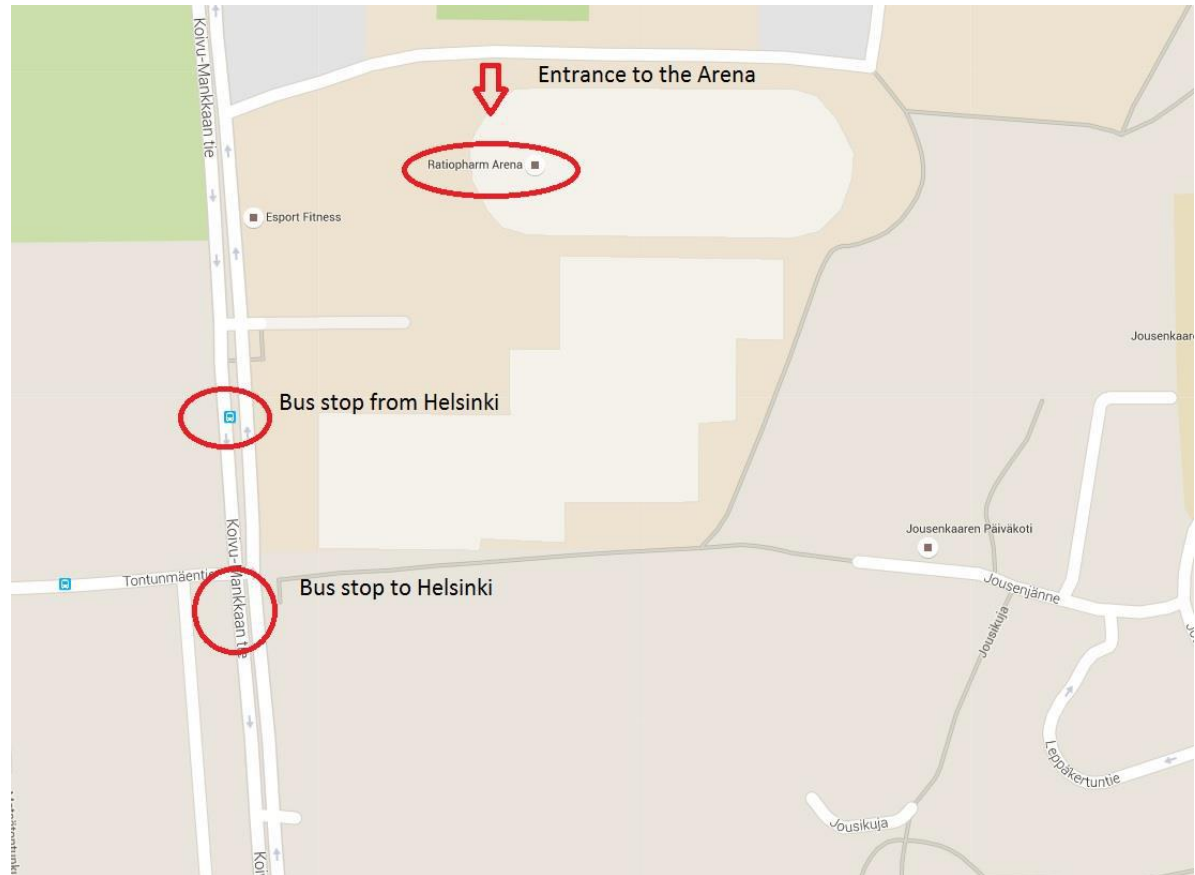 Koivu-Mankkaan tie
Entrance to the Arena
Ratiopharm Arena
Esport Fitness
Jousenkaar
Bus stop from Helsinki
Koivu-Mankkaan tie
Jousenkaaren Päiväkoti
Tontunmäentie
Bus stop to Helsinki
Jousenjänne
Jousikuja
Leppäkertuntie
Jousikuja
Koi